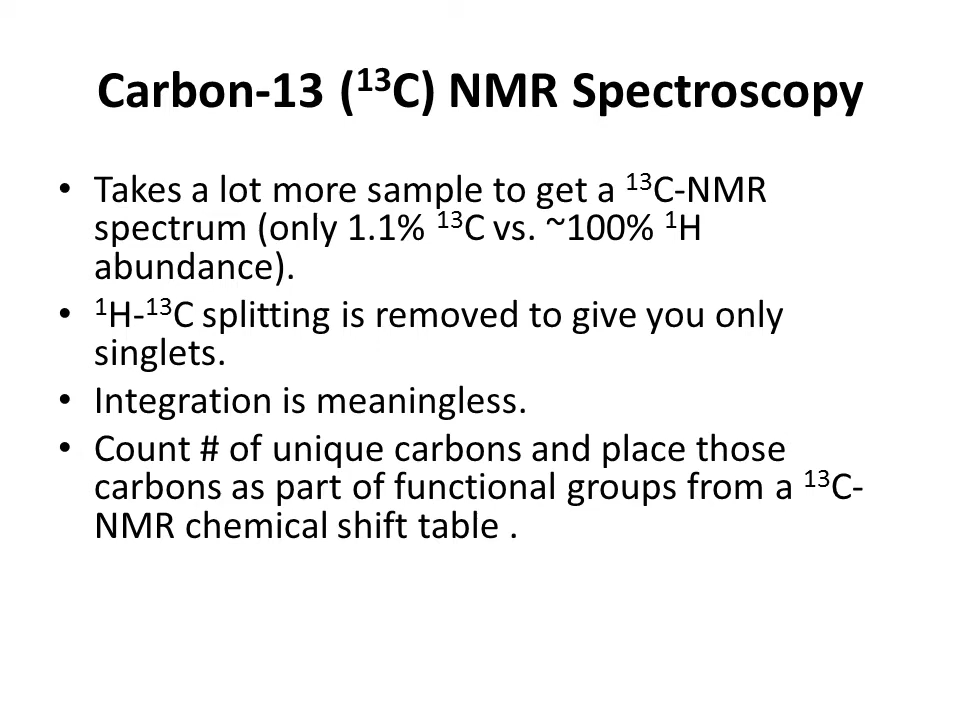 Carbon-13 (¹³C) NMR Spectroscopy
• Takes a lot more sample to get a ¹³C-NMR
spectrum (only 1.1% ¹³C vs. ~100% ¹H
abundance).
• ¹H-¹³C splitting is removed to give you only
singlets.
• Integration is meaningless.
• Count # of unique carbons and place those
carbons as part of functional groups from a ¹³C-
NMR chemical shift table .